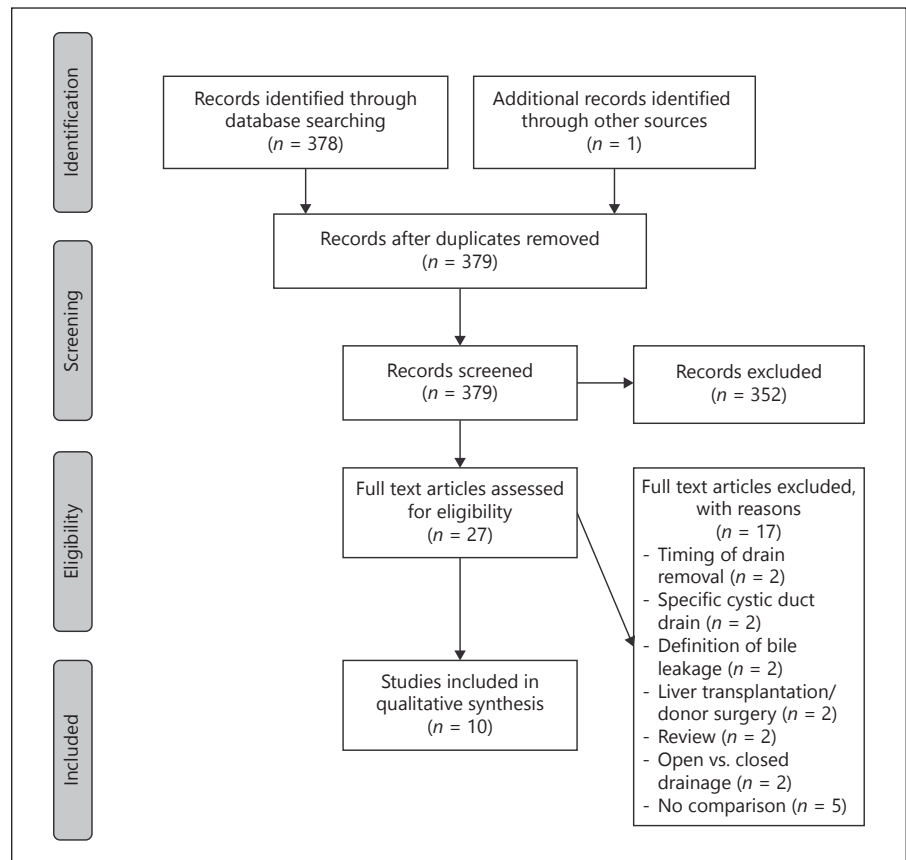 Identification
Records identified through
database searching
(n = 378)
Additional records identified
through other sources
(n = 1)
Records after duplicates removed
(n = 379)
Screening
Records screened
(n = 379)
Records excluded
(n = 352)
Eligibility
Full text articles assessed
for eligibility
(n = 27)
Full text articles excluded,
with reasons
(n = 17)
- Timing of drain
removal (n = 2)
- Specific cystic duct
drain (n = 2)
- Definition of bile
leakage (n = 2)
- Liver transplantation/
donor surgery (n = 2)
- Review (n = 2)
- Open vs. closed
drainage (n = 2)
- No comparison (n = 5)
Included
Studies included in
qualitative synthesis
(n = 10)